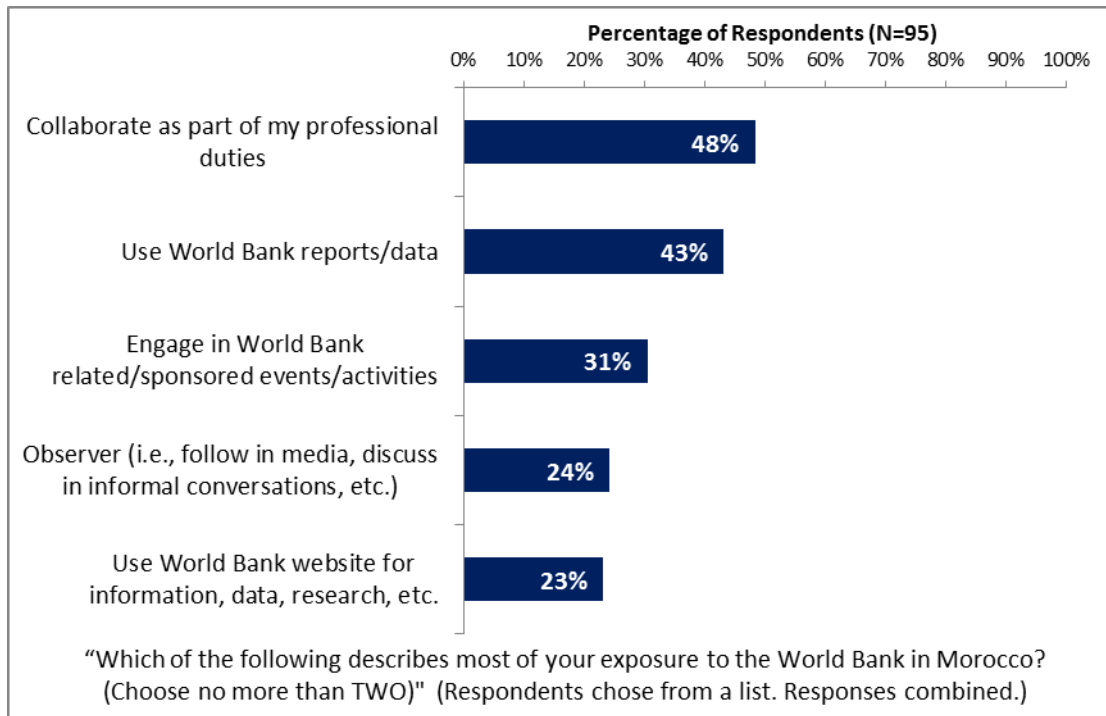 Percentage of Respondents (N=95)
0% 10% 20% 30% 40% 50% 60% 70% 80% 90% 100%
Collaborate as part of my professional
duties
48%
Use World Bank reports/data
43%
Engage in World Bank
related/sponsored events/activities
31%
Observer (i.e., follow in media, discuss
in informal conversations, etc.)
24%
Use World Bank website for
information, data, research, etc.
23%
“Which of the following describes most of your exposure to the World Bank in Morocco?
(Choose no more than TWO)" (Respondents chose from a list. Responses combined.)